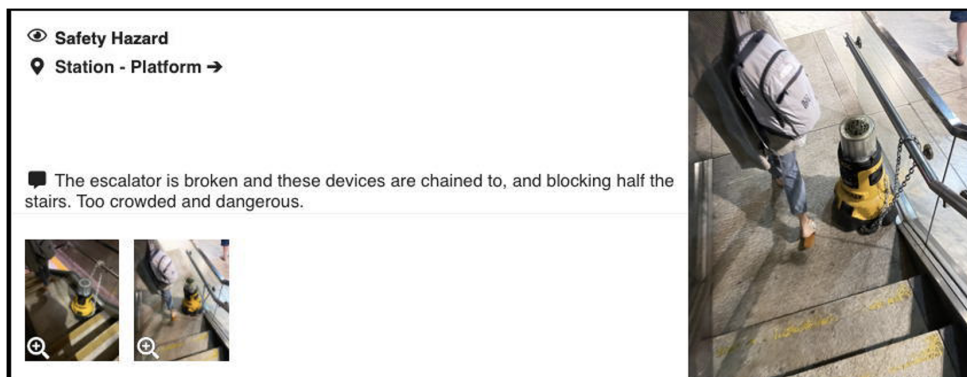 Safety Hazard
Station - Platform →
The escalator is broken and these devices are chained to, and blocking half the
stairs. Too crowded and dangerous.